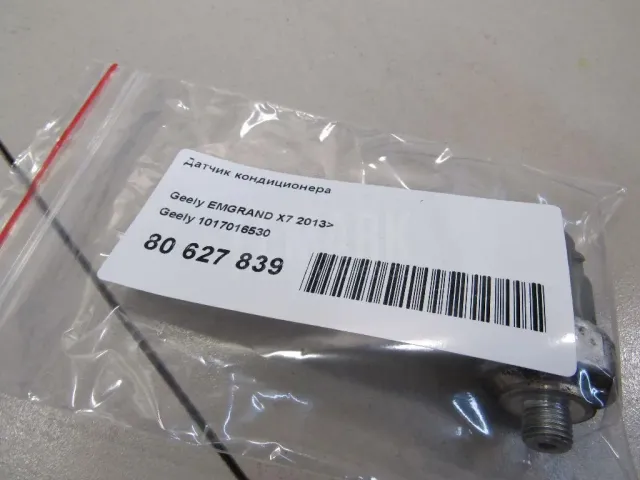 Датчик кондиционера
Geely EMGRAND X7 2013>
Geely 1017016530
80 627 839